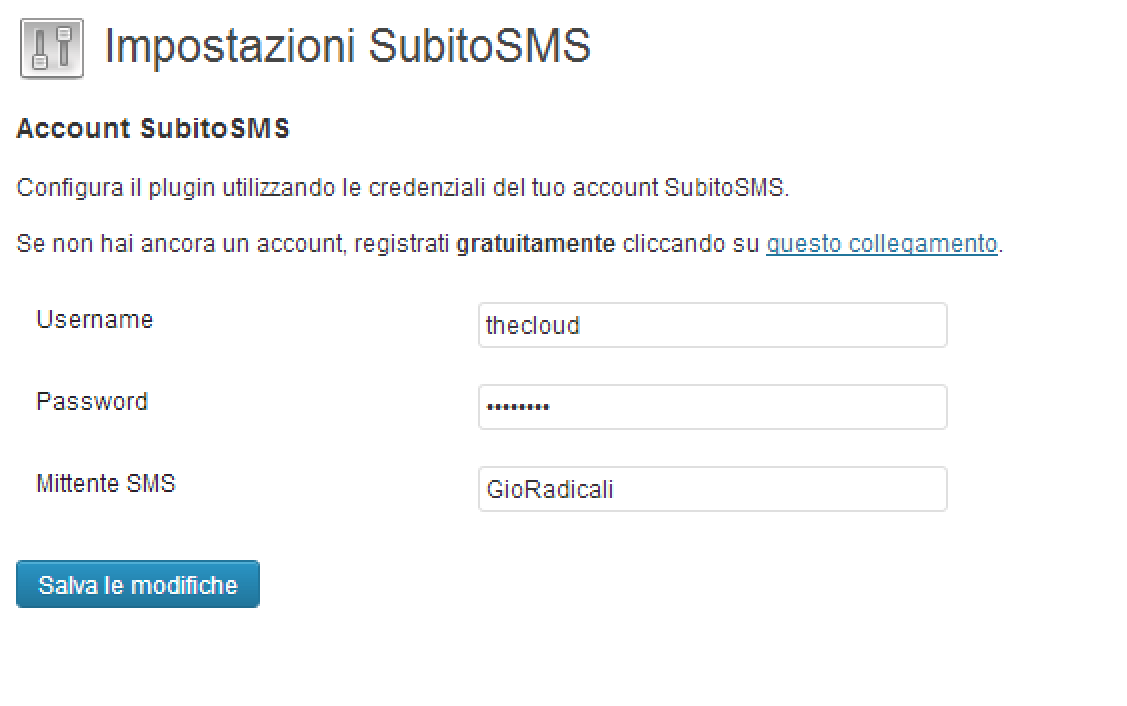 Impostazioni SubitoSMS
Account SubitoSMS
Configura il plugin utilizzando le credenziali del tuo account SubitoSMS.
Se non hai ancora un account, registrati gratuitamente cliccando su questo collegamento.
Username
thecloud
Password
••••••••
Mittente SMS
GioRadicali
Salva le modifiche